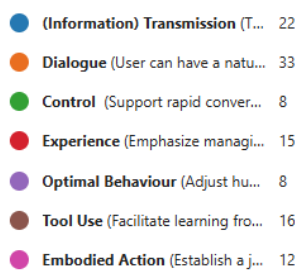 (Information) Transmission (T... 22
Dialogue (User can have a natu... 33
Control (Support rapid conver... 8
Experience (Emphasize managi... 15
Optimal Behaviour (Adjust hu... 8
Tool Use (Facilitate learning fro... 16
Embodied Action (Establish a j... 12